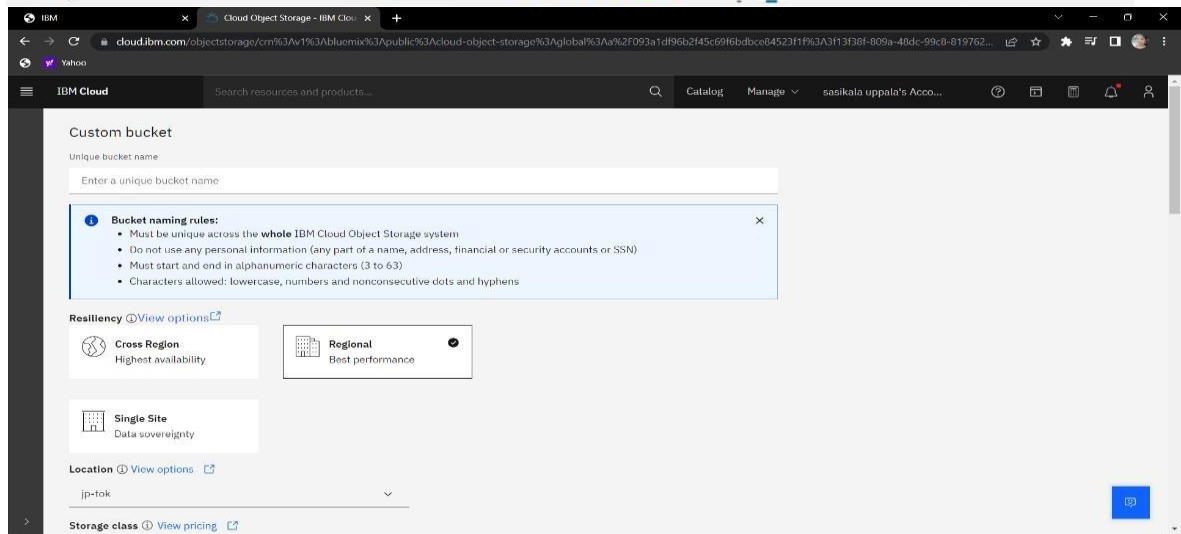 IBM
Cloud Object Storage - IBM Clou
cloud.ibm.com/objectstorage/crn%3Av1%3Abluemix%3Apublic%3Acloud-object-storage%3Aglobal%3Aa%2F093a1df96b2f45c69f6bdbce84523f1f%3A3f13f38f-809a-48dc-99c8-819762...
Yahoo
IBM Cloud
Search resources and products...
Catalog
Manage
sasikala uppala's Acco...
Custom bucket
Unique bucket name
Enter a unique bucket name
Bucket naming rules:
• Must be unique across the whole IBM Cloud Object Storage system
• Do not use any personal information (any part of a name, address, financial or security accounts or SSN)
• Must start and end in alphanumeric characters (3 to 63)
• Characters allowed: lowercase, numbers and nonconsecutive dots and hyphens
Resiliency View options
Cross Region
Highest availability
Regional
Best performance
Single Site
Data sovereignty
Location View options
jp-tok
Storage class View pricing